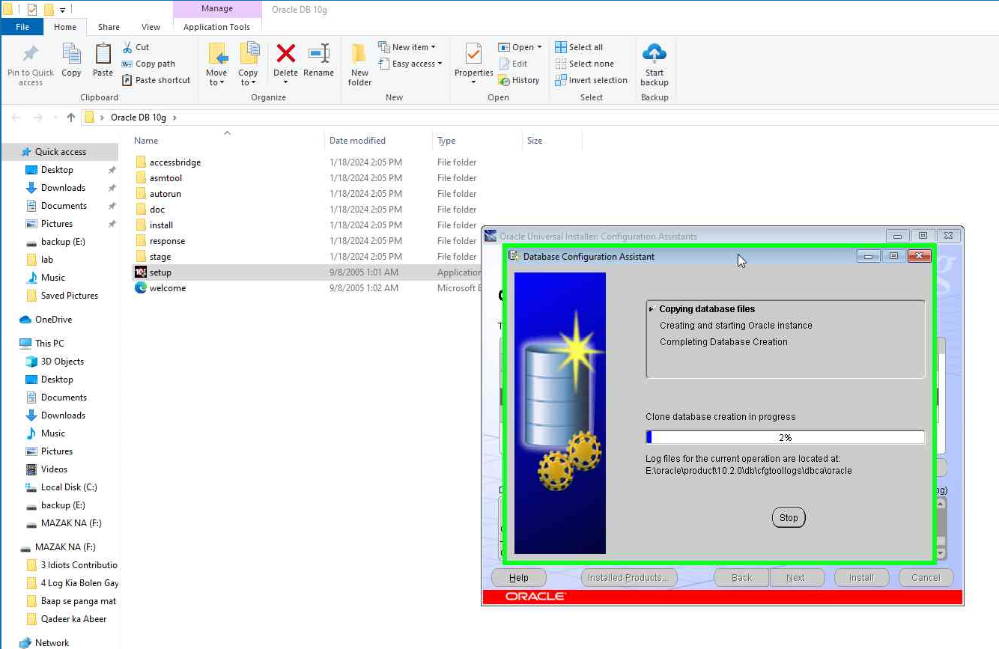 Manage
Oracle DB 10g
File
Home
Share
View
Application Tools
Pin to Quick access
Copy
Paste
Cut
Copy path
Paste shortcut
Clipboard
Move to
Copy to
Delete
Rename
Organize
New folder
New item
Easy access
New
Properties
Open
Edit
History
Open
Select all
Select none
Invert selection
Select
Start backup
Backup
Oracle DB 10g
Name
Date modified
Type
Size
accessbridge 1/18/2024 2:05 PM File folder
asmtool 1/18/2024 2:05 PM File folder
autorun 1/18/2024 2:05 PM File folder
doc 1/18/2024 2:05 PM File folder
install 1/18/2024 2:05 PM File folder
response 1/18/2024 2:05 PM File folder
stage 1/18/2024 2:05 PM File folder
setup 9/8/2005 1:01 AM Application
welcome 9/8/2005 1:02 AM Microsoft E
Quick access
Desktop
Downloads
Documents
Pictures
backup (E:)
lab
Music
Saved Pictures
OneDrive
This PC
3D Objects
Desktop
Documents
Downloads
Music
Pictures
Videos
Local Disk (C:)
backup (E:)
MAZAK NA (F:)
MAZAK NA (F:)
3 Idiots Contributio
4 Log Kia Bolen Gay
Baap se panga mat
Qadeer ka Abeer
Network
Oracle Universal Installer: Configuration Assistants
Database Configuration Assistant
Copying database files
Creating and starting Oracle instance
Completing Database Creation
Clone database creation in progress
2%
Log files for the current operation are located at:
E:\oracle\product\10.2.0\db\cfgtoollogs\dbca\oracle
Stop
Help
Installed Products...
Back
Next
Install
Cancel
ORACLE